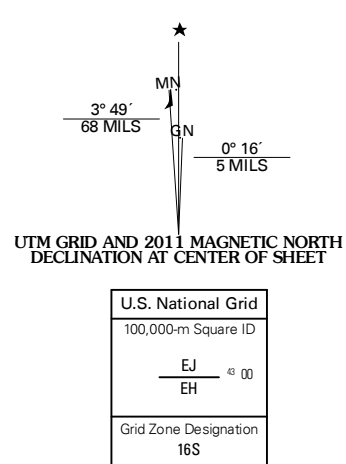 MN
3° 49´
68 MILS
GN
0° 16´
5 MILS
UTM GRID AND 2011 MAGNETIC NORTH
DECLINATION AT CENTER OF SHEET
U.S. National Grid
100,000-m Square ID
EJ
43 00
EH
Grid Zone Designation
16S